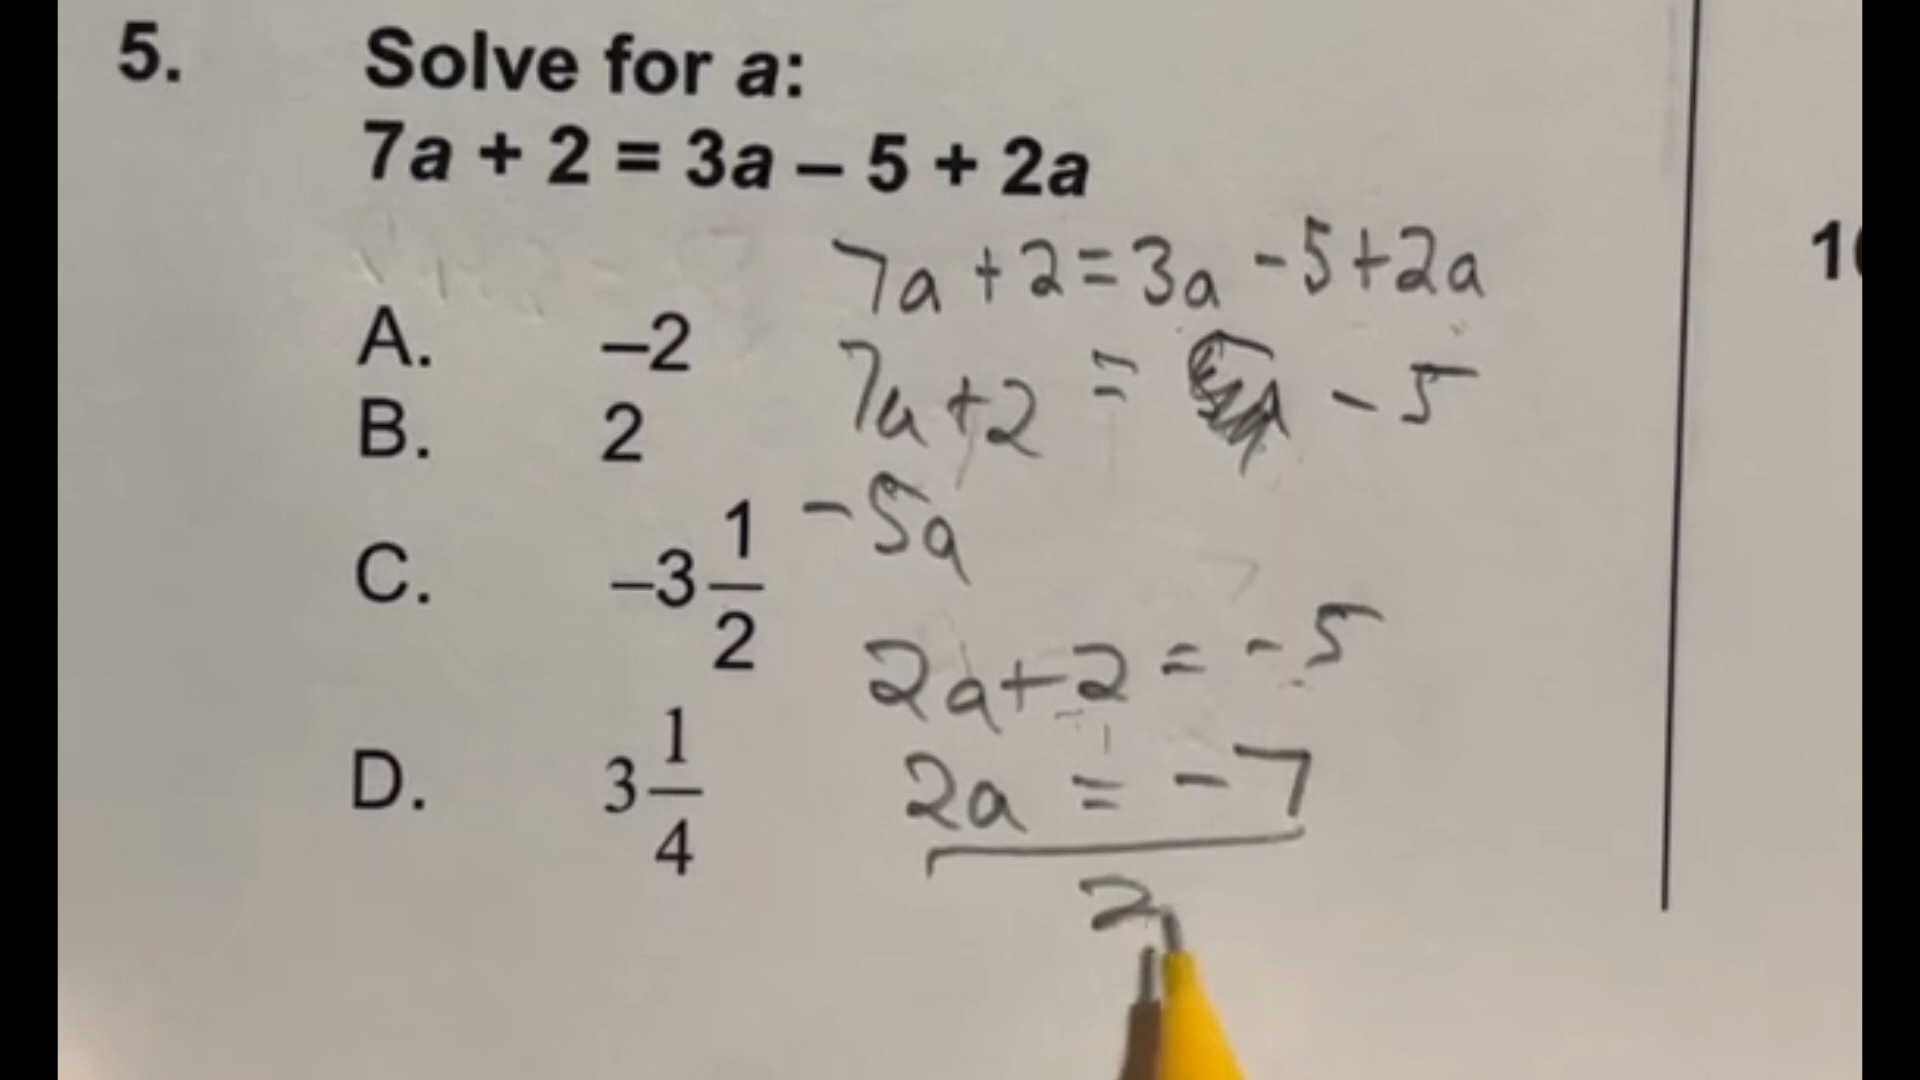 5. Solve for a:
7a + 2 = 3a – 5 + 2a
7a + 2 = 3a - 5 + 2a
A. –2
7a + 2 = - 5
B. 2
- 5a
C. –3 1/2
2a + 2 = - 5
D. 3 1/4
2a = - 7
2